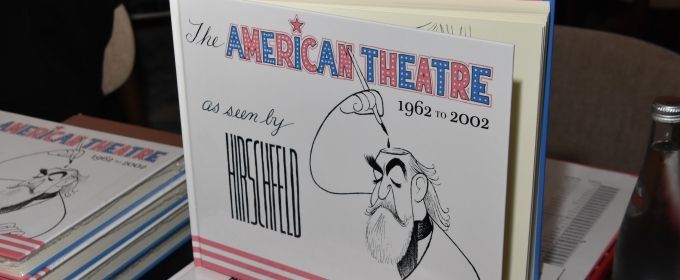 The AMERICAN THEATRE
1962 TO 2002
as seen by
HIRSCHFELD
AMERICAN THEATRE
1962 TO 2002